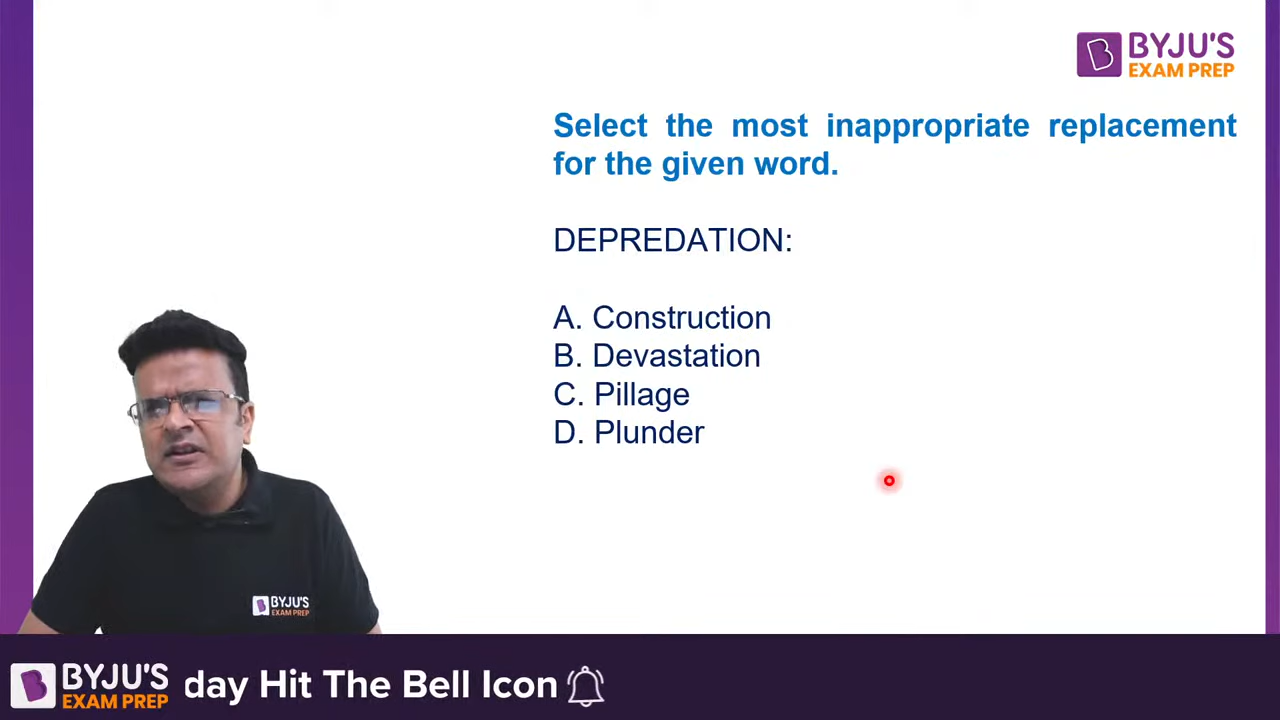 BYJU'S
EXAM PREP
Select the most inappropriate replacement
for the given word.
DEPREDATION:
A. Construction
B. Devastation
C. Pillage
D. Plunder
BYJU'S
EXAM PREP
BYJU'S
EXAM PREP
day Hit The Bell Icon